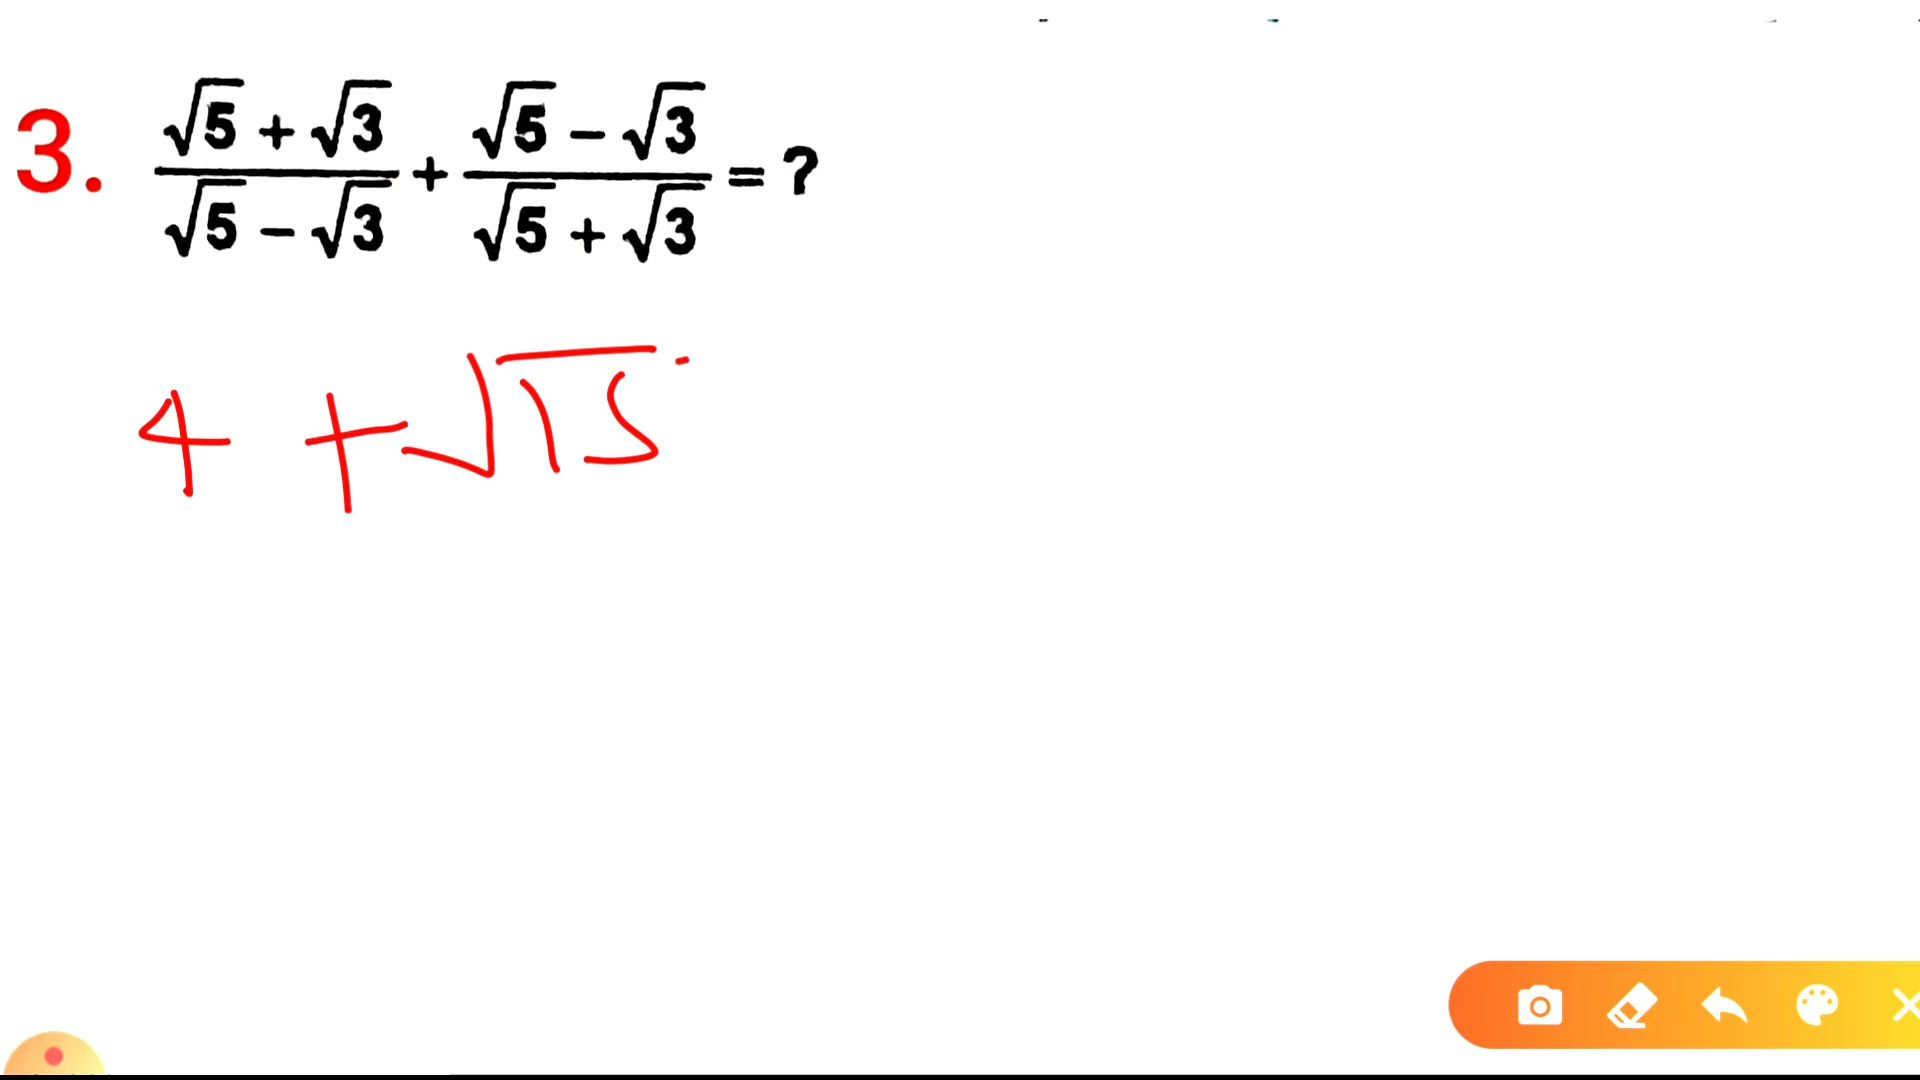 3. (√5 + √3)/(√5 − √3) + (√5 − √3)/(√5 + √3) = ?
4 + √15